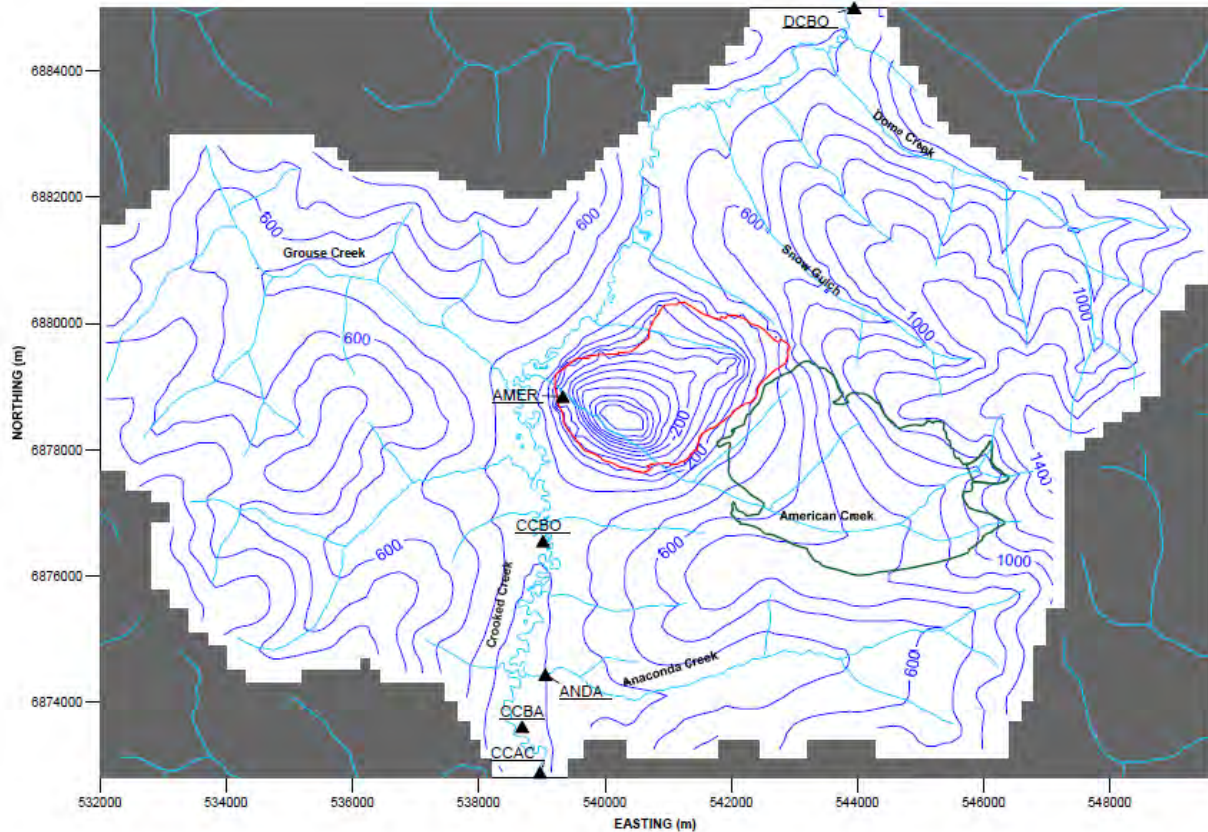 DCBO
6884000
Dome Creek
6882000
600
600
600
Grouse Creek
Snow Gulch
1000
6880000
600
1000
AMER
-200
6878000
200
1400
American Creek
CCBO
600
600
6876000
1000
Crooked Creek
Anaconda Creek
600
6874000
ANDA
CCBA
CCAC
532000
534000
536000
538000
540000
542000
544000
546000
548000
NORTHING (m)
EASTING (m)